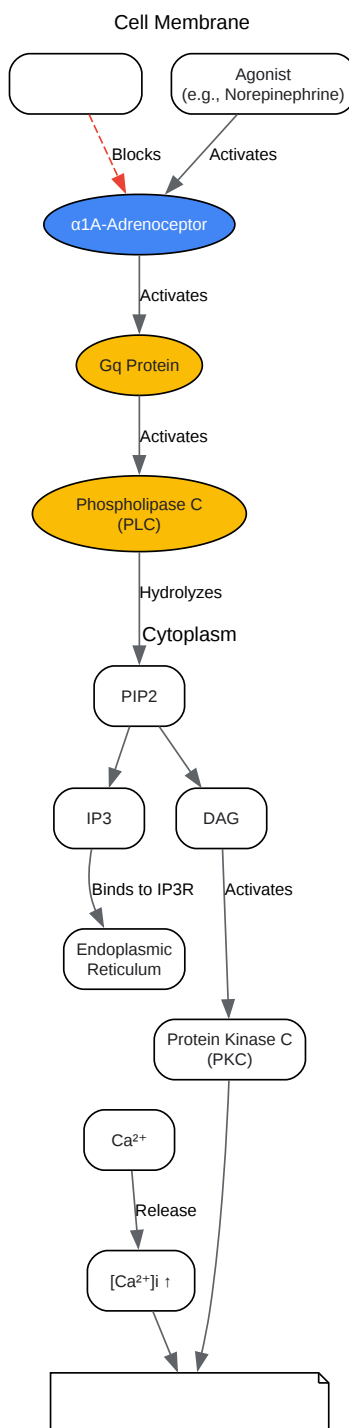 Cell Membrane
Agonist
(e.g., Norepinephrine)
Blocks
Activates
α1A-Adrenoceptor
Activates
Gq Protein
Activates
Phospholipase C
(PLC)
Hydrolyzes
Cytoplasm
PIP2
IP3
DAG
Binds to IP3R
Activates
Endoplasmic
Reticulum
Protein Kinase C
(PKC)
Ca²⁺
Release
[Ca²⁺]i ↑